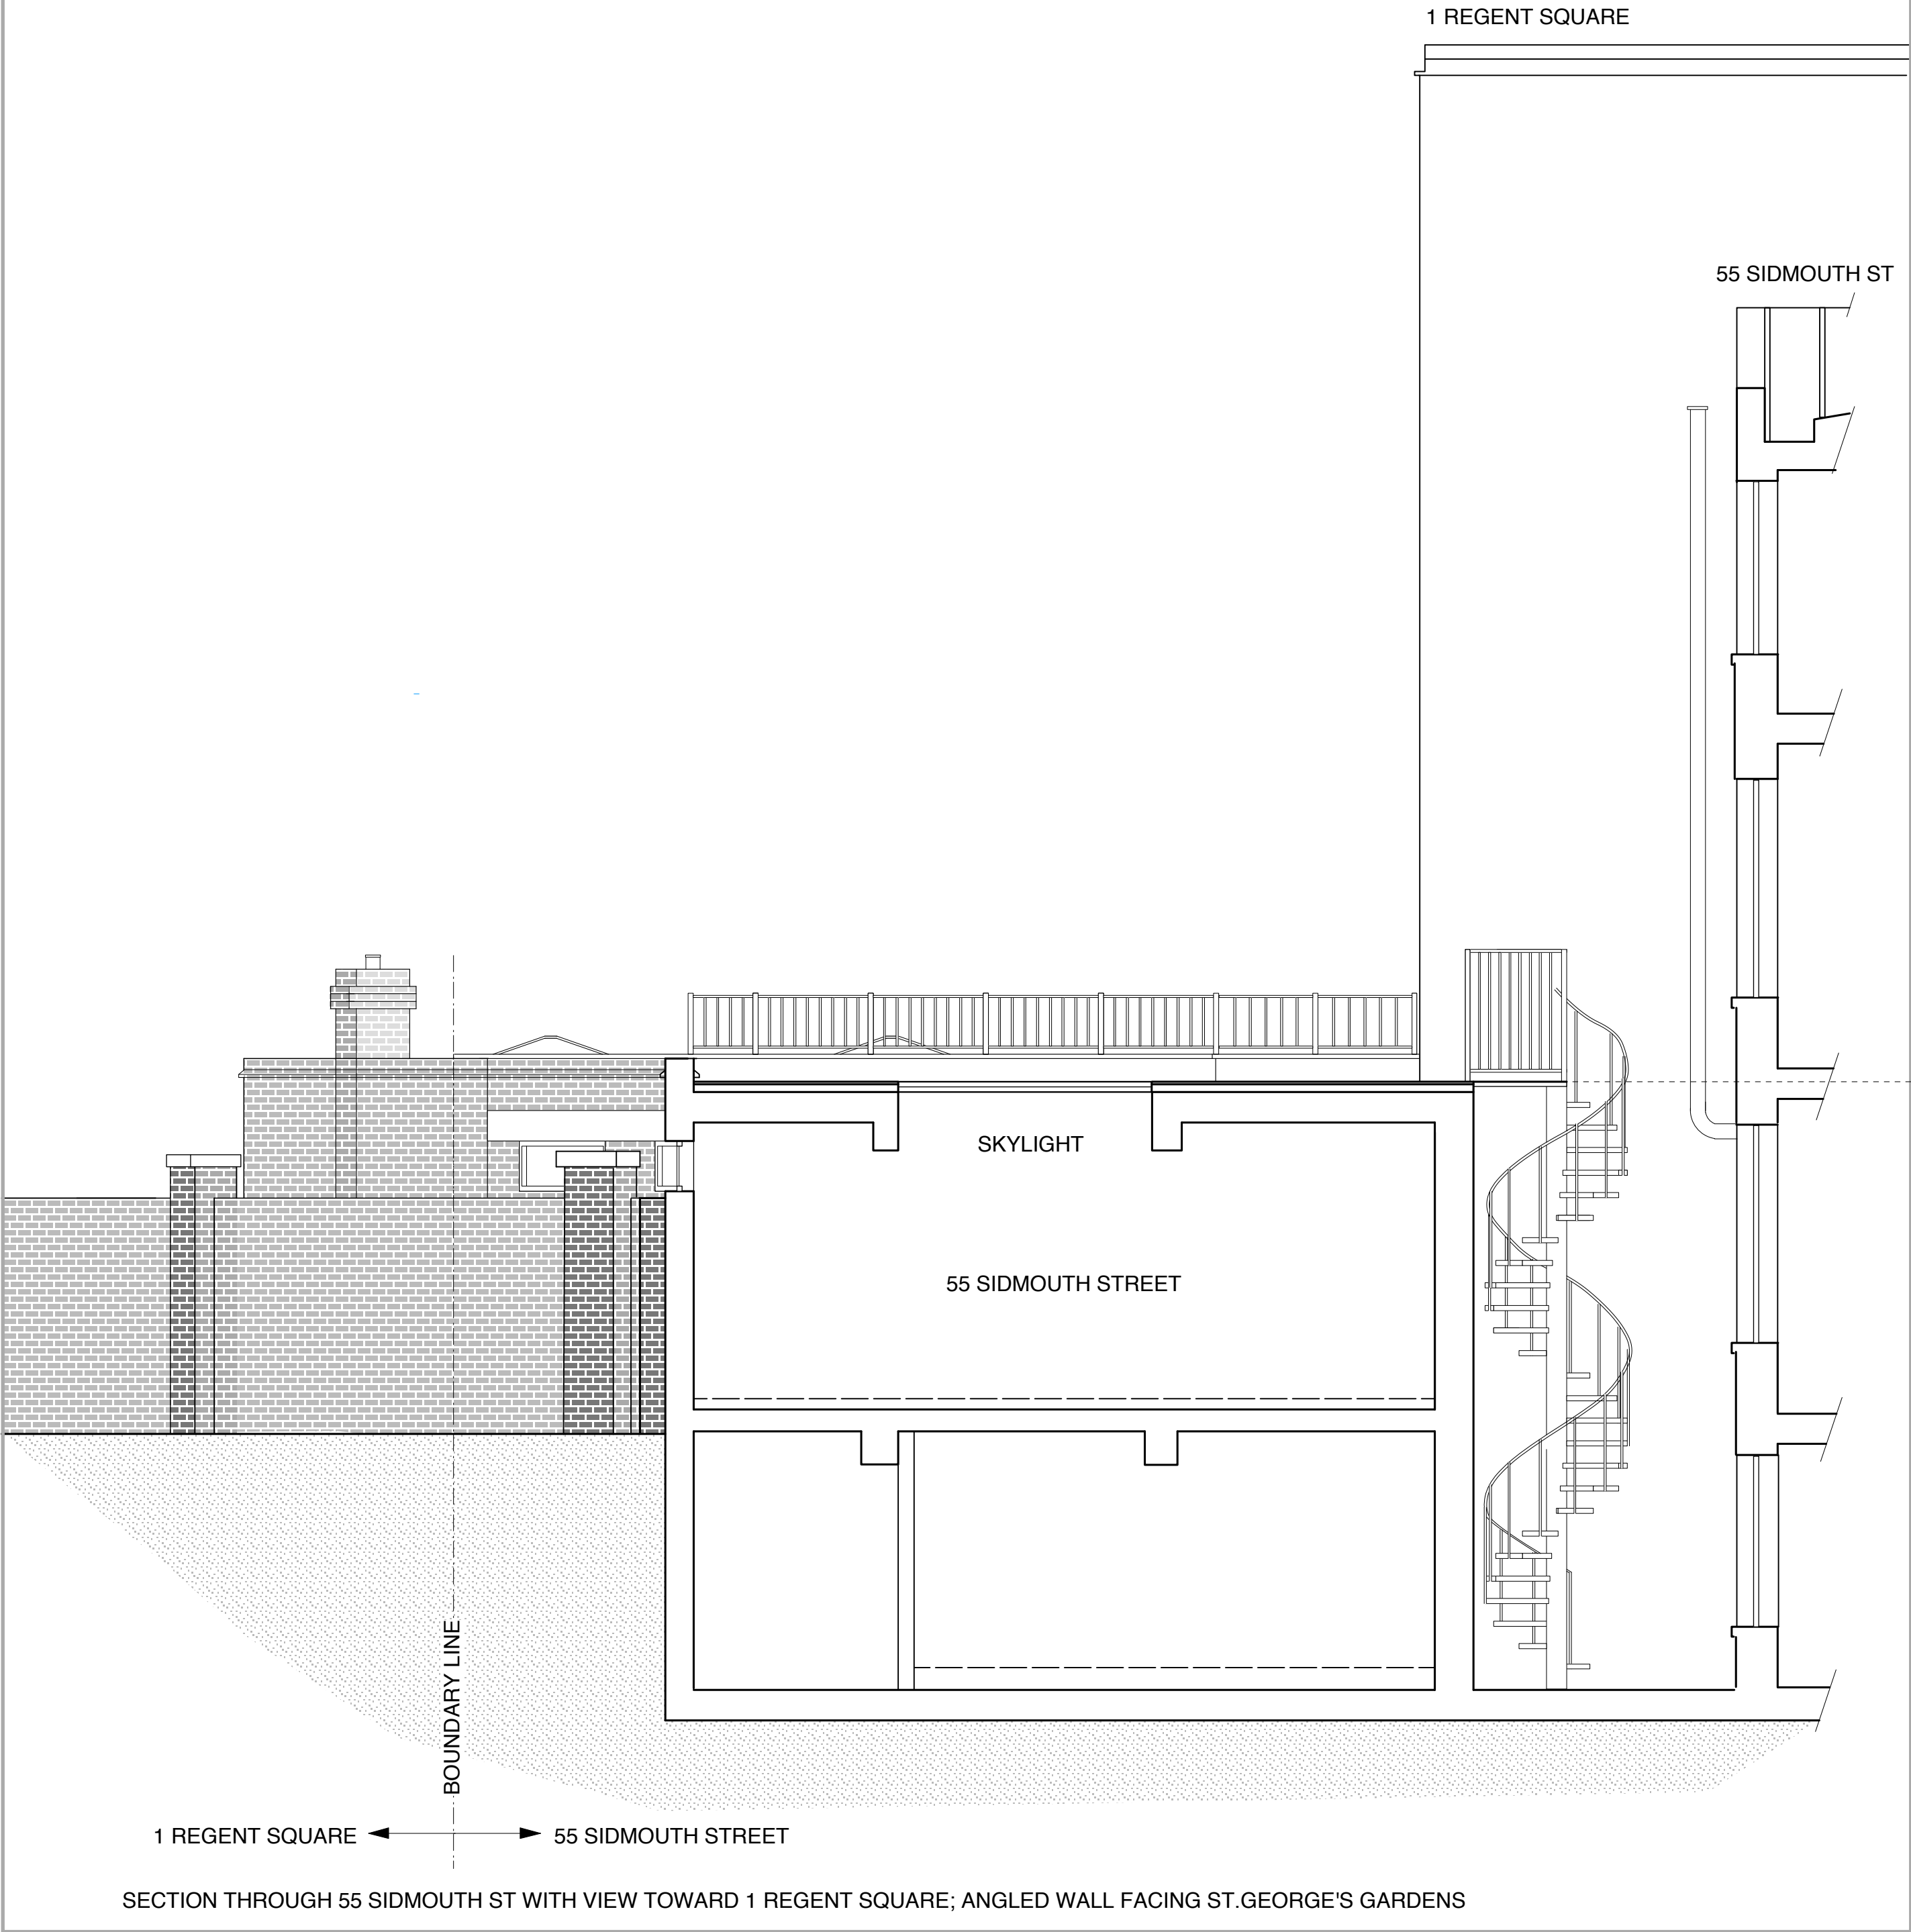 1 REGENT SQUARE
55 SIDMOUTH ST
SKYLIGHT
55 SIDMOUTH STREET
BOUNDARY LINE
1 REGENT SQUARE
55 SIDMOUTH STREET
SECTION THROUGH 55 SIDMOUTH ST WITH VIEW TOWARD 1 REGENT SQUARE; ANGLED WALL FACING ST.GEORGE'S GARDENS